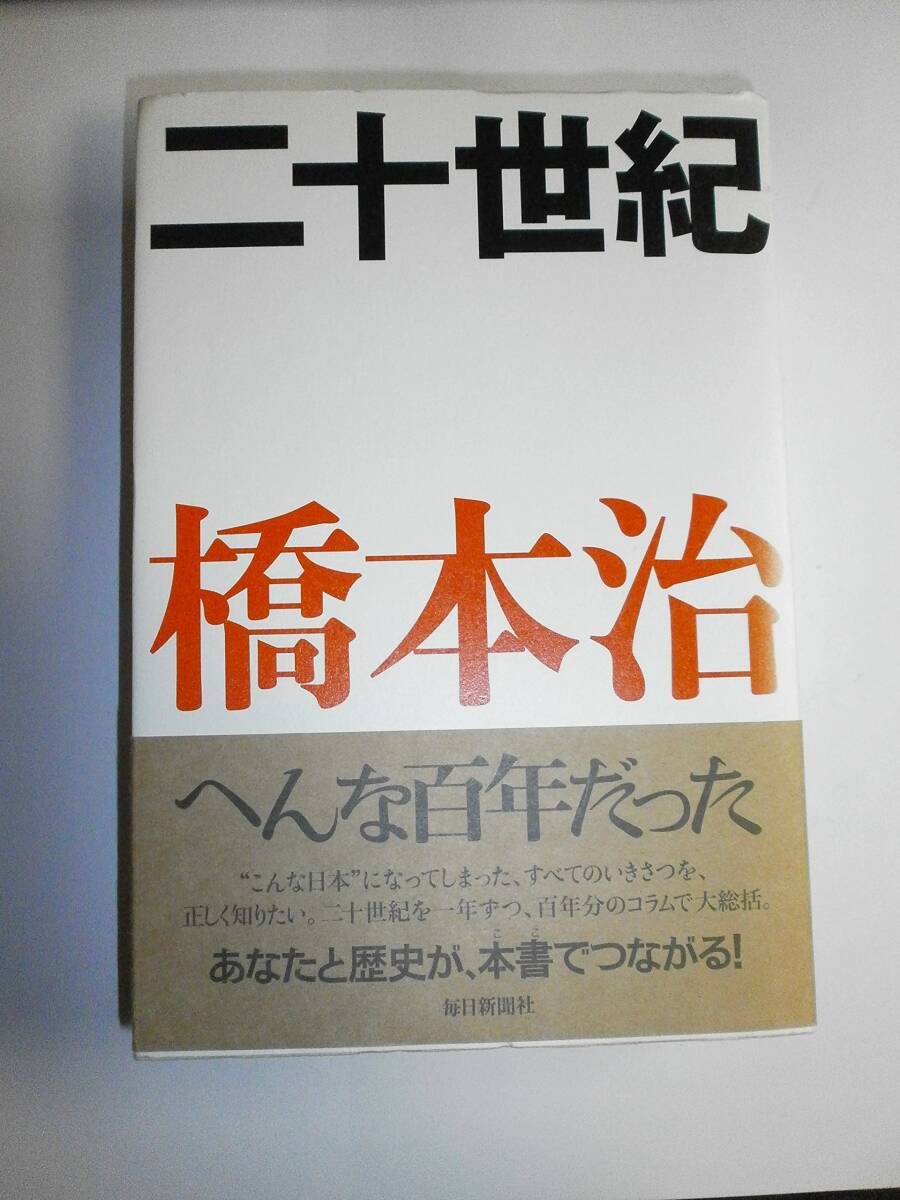 二十世紀
橋本治
へんな百年だった
“こんな日本”になってしまった、すべてのいきさつを、
正しく知りたい。二十世紀を一年ずつ、百年分のコラムで大総括。
ここ
あなたと歴史が、本書でつながる!
毎日新聞社